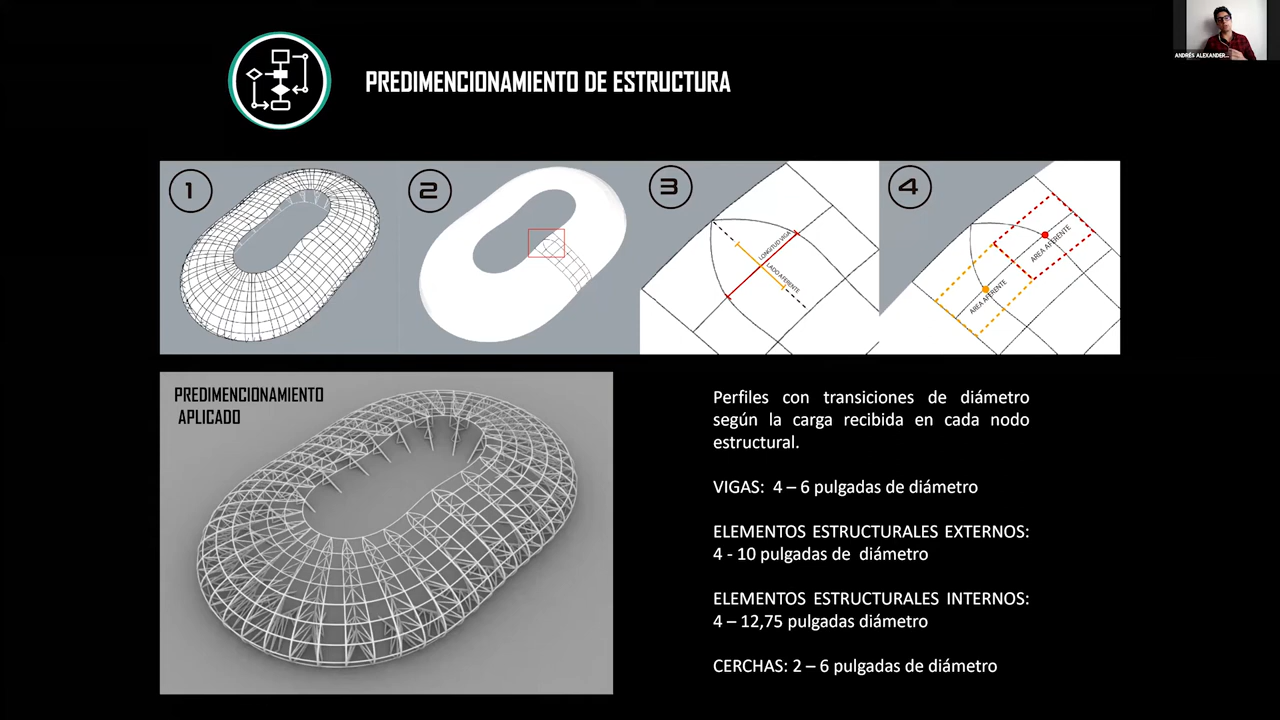 ANDRÉS ALEXANDER...
PREDIMENCIONAMIENTO DE ESTRUCTURA
1
2
3
LONGITUD VIGA
LADO AFERENTE
4
AREA AFERENTE
AREA AFERENTE
PREDIMENCIONAMIENTO
APLICADO
Perfiles con transiciones de diámetro
según la carga recibida en cada nodo
estructural.
VIGAS: 4 – 6 pulgadas de diámetro
ELEMENTOS ESTRUCTURALES EXTERNOS:
4 - 10 pulgadas de diámetro
ELEMENTOS ESTRUCTURALES INTERNOS:
4 – 12,75 pulgadas diámetro
CERCHAS: 2 – 6 pulgadas de diámetro